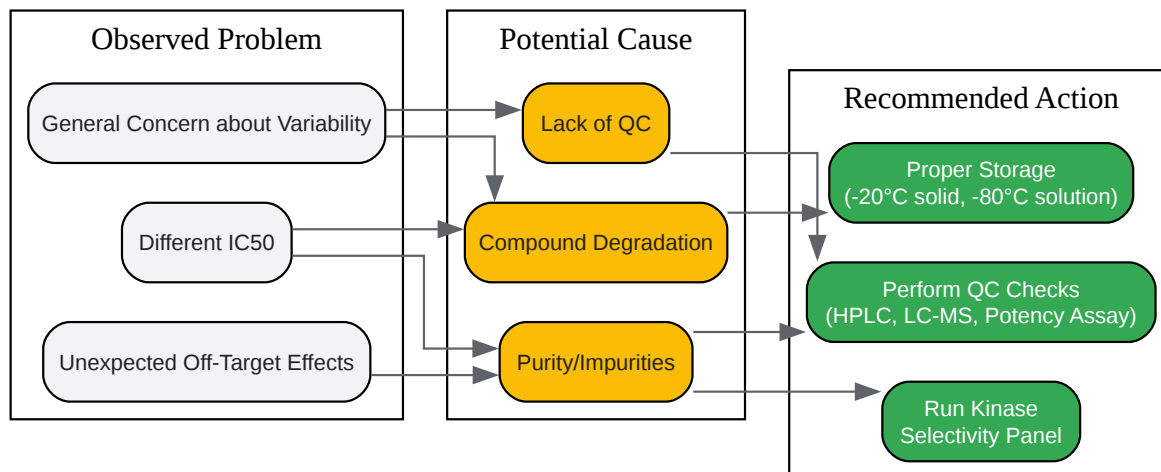 Observed Problem
General Concern about Variability
Different IC50
Unexpected Off-Target Effects
Potential Cause
Lack of QC
Compound Degradation
Purity/Impurities
Recommended Action
Proper Storage
(-20°C solid, -80°C solution)
Perform QC Checks
(HPLC, LC-MS, Potency Assay)
Run Kinase
Selectivity Panel